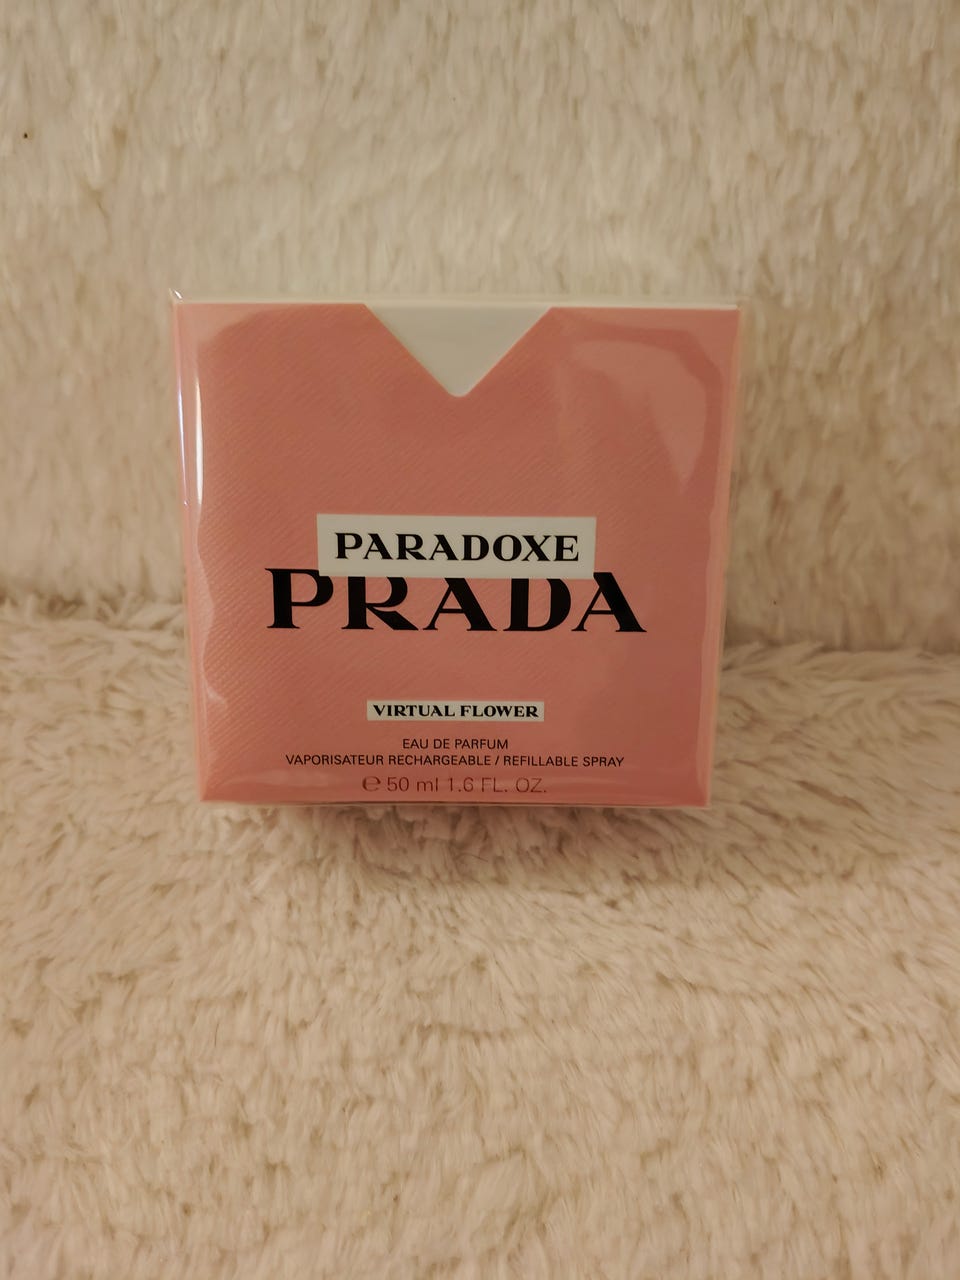 PARADOXE
PRADA
VIRTUAL FLOWER
EAU DE PARFUM
VAPORISATEUR RECHARGEABLE / REFILLABLE SPRAY
℮ 50 ml 1.6 FL. OZ.